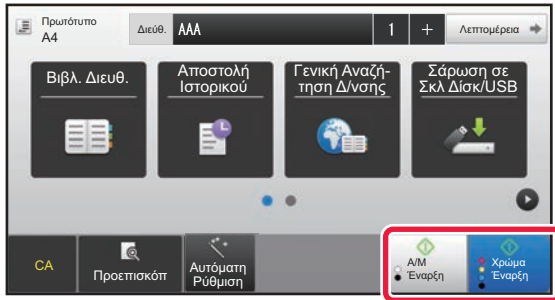 Πρωτότυπο
A4
Διεύθ. AAA 1 + Λεπτομέρεια
Βιβλ. Διευθ.
Αποστολή
Ιστορικού
Γενική Αναζή-
τηση Δ/νσης
Σάρωση σε
Σκλ Δίσκ/USB
CA
Προεπισκόπ
Αυτόματη
Ρύθμιση
Α/Μ
Έναρξη
Χρώμα
Έναρξη